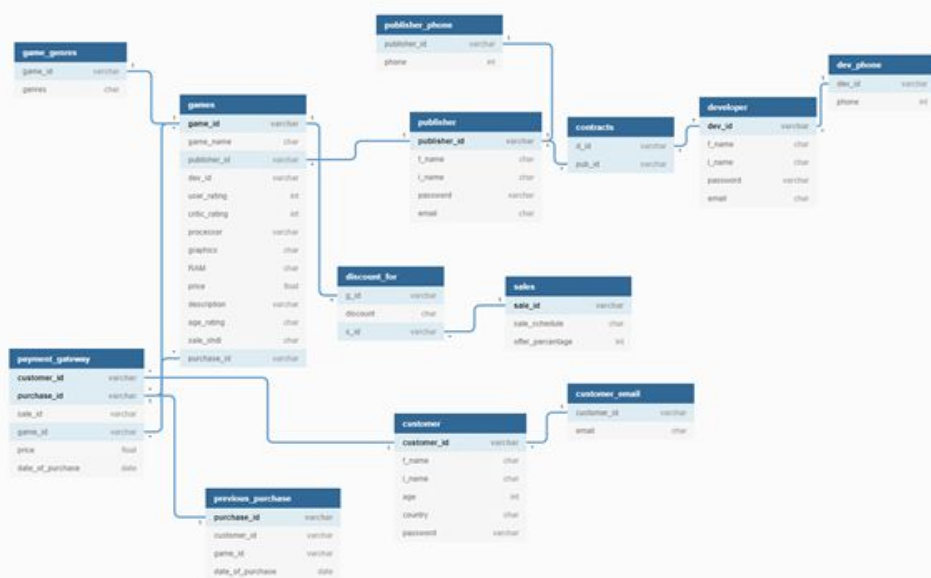 publisher_phone
publisher_id varchar
phone int
game_genres
game_id varchar
genres char
dev_phone
dev_id varchar
phone int
games
game_id varchar
game_name char
publisher_id varchar
dev_id varchar
user_rating int
critic_rating int
processor varchar
graphics char
RAM char
price float
description varchar
age_rating char
sale_shdl char
purchase_id varchar
publisher
publisher_id varchar
f_name char
l_name char
password varchar
email char
contracts
d_id varchar
pub_id varchar
developer
dev_id varchar
f_name char
l_name char
password varchar
email char
discount_for
g_id varchar
discount char
s_id varchar
sales
sale_id varchar
sale_schedule char
offer_percentage int
payment_gateway
customer_id varchar
purchase_id varchar
sale_id varchar
game_id varchar
price float
date_of_purchase date
customer_email
customer_id varchar
email char
customer
customer_id varchar
f_name char
l_name char
age int
country char
password varchar
previous_purchase
purchase_id varchar
customer_id varchar
game_id varchar
date_of_purchase date